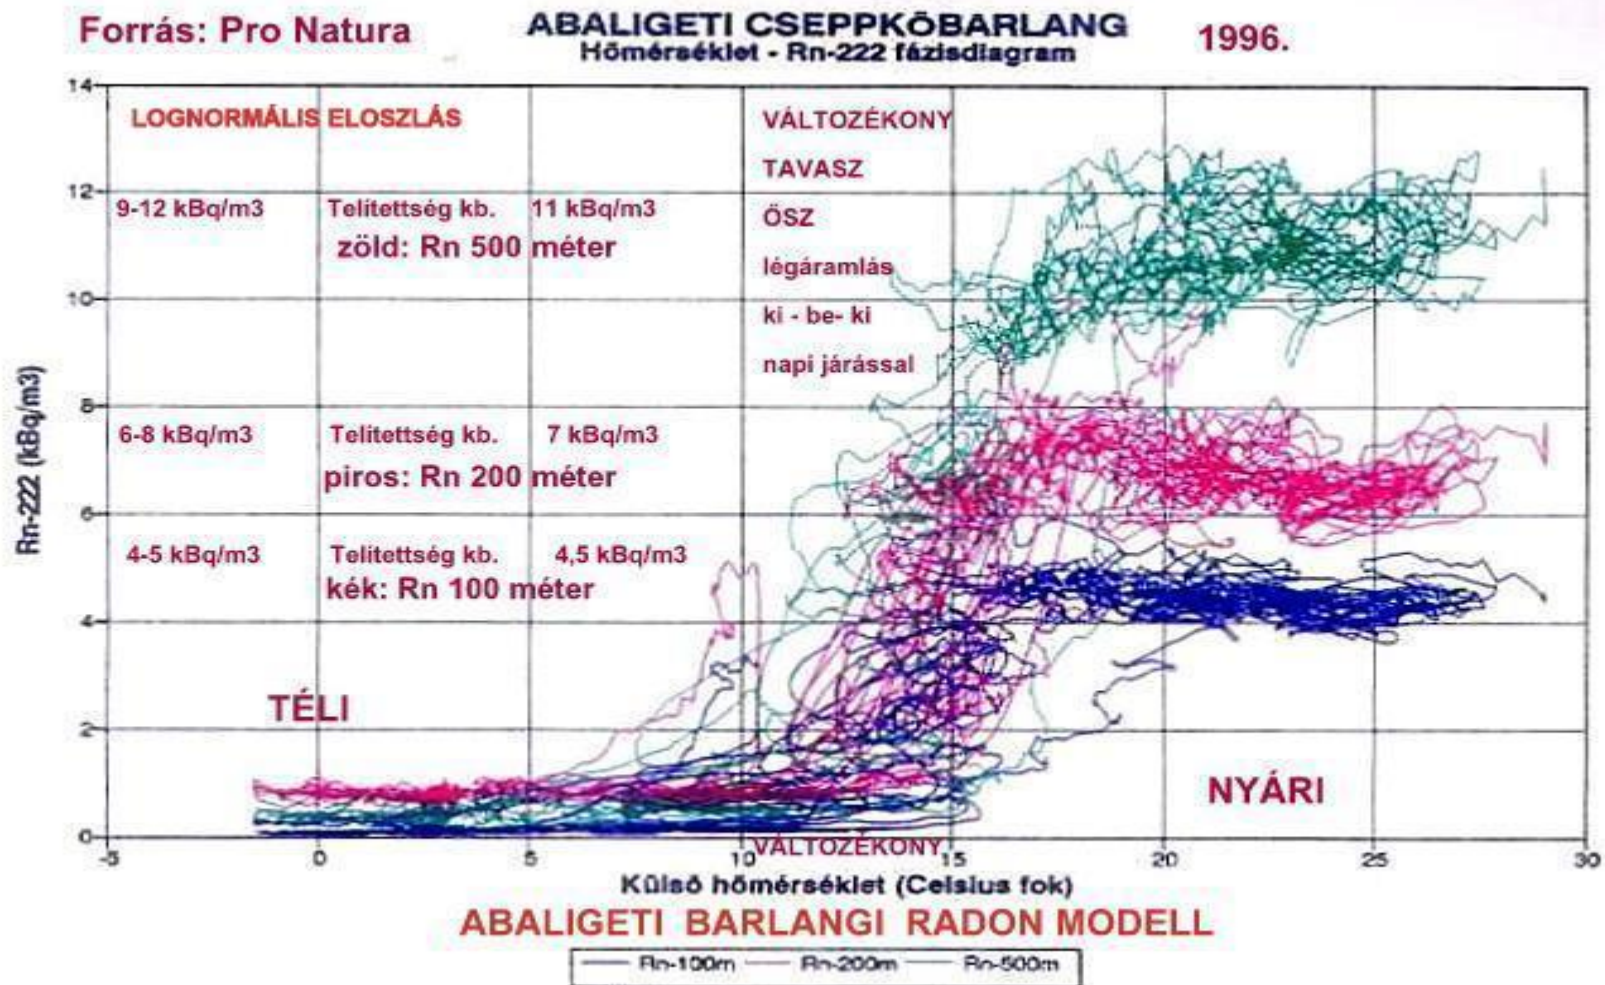 Forrás: Pro Natura
ABALIGETI CSEPPKŐBARLANG
1996.
Hőmérséklet - Rn-222 fázisdiagram
Rn-222 (kBq/m3)
14
12
10
8
6
4
2
0
LOGNORMÁLIS ELOSZLÁS
9-12 kBq/m3 Telítettség kb. 11 kBq/m3
zöld: Rn 500 méter
6-8 kBq/m3 Telítettség kb. 7 kBq/m3
piros: Rn 200 méter
4-5 kBq/m3 Telítettség kb. 4,5 kBq/m3
kék: Rn 100 méter
VÁLTOZÉKONY
TAVASZ
ŐSZ
légáramlás
ki - be- ki
napi járással
TÉLI
NYÁRI
VÁLTOZÉKONY
-5 0 5 10 15 20 25 30
Külső hőmérséklet (Celsius fok)
ABALIGETI BARLANGI RADON MODELL
Rn-100m Rn-200m Rn-500m